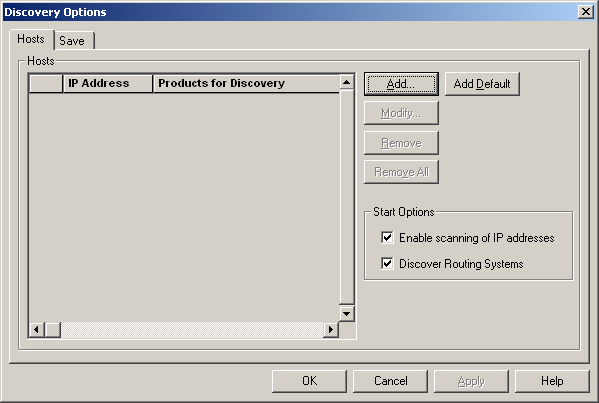 Discovery Options
Hosts Save
Hosts
IP Address Products for Discovery
Add... Add Default
Modify...
Remove
Remove All
Start Options
Enable scanning of IP addresses
Discover Routing Systems
OK Cancel Apply Help